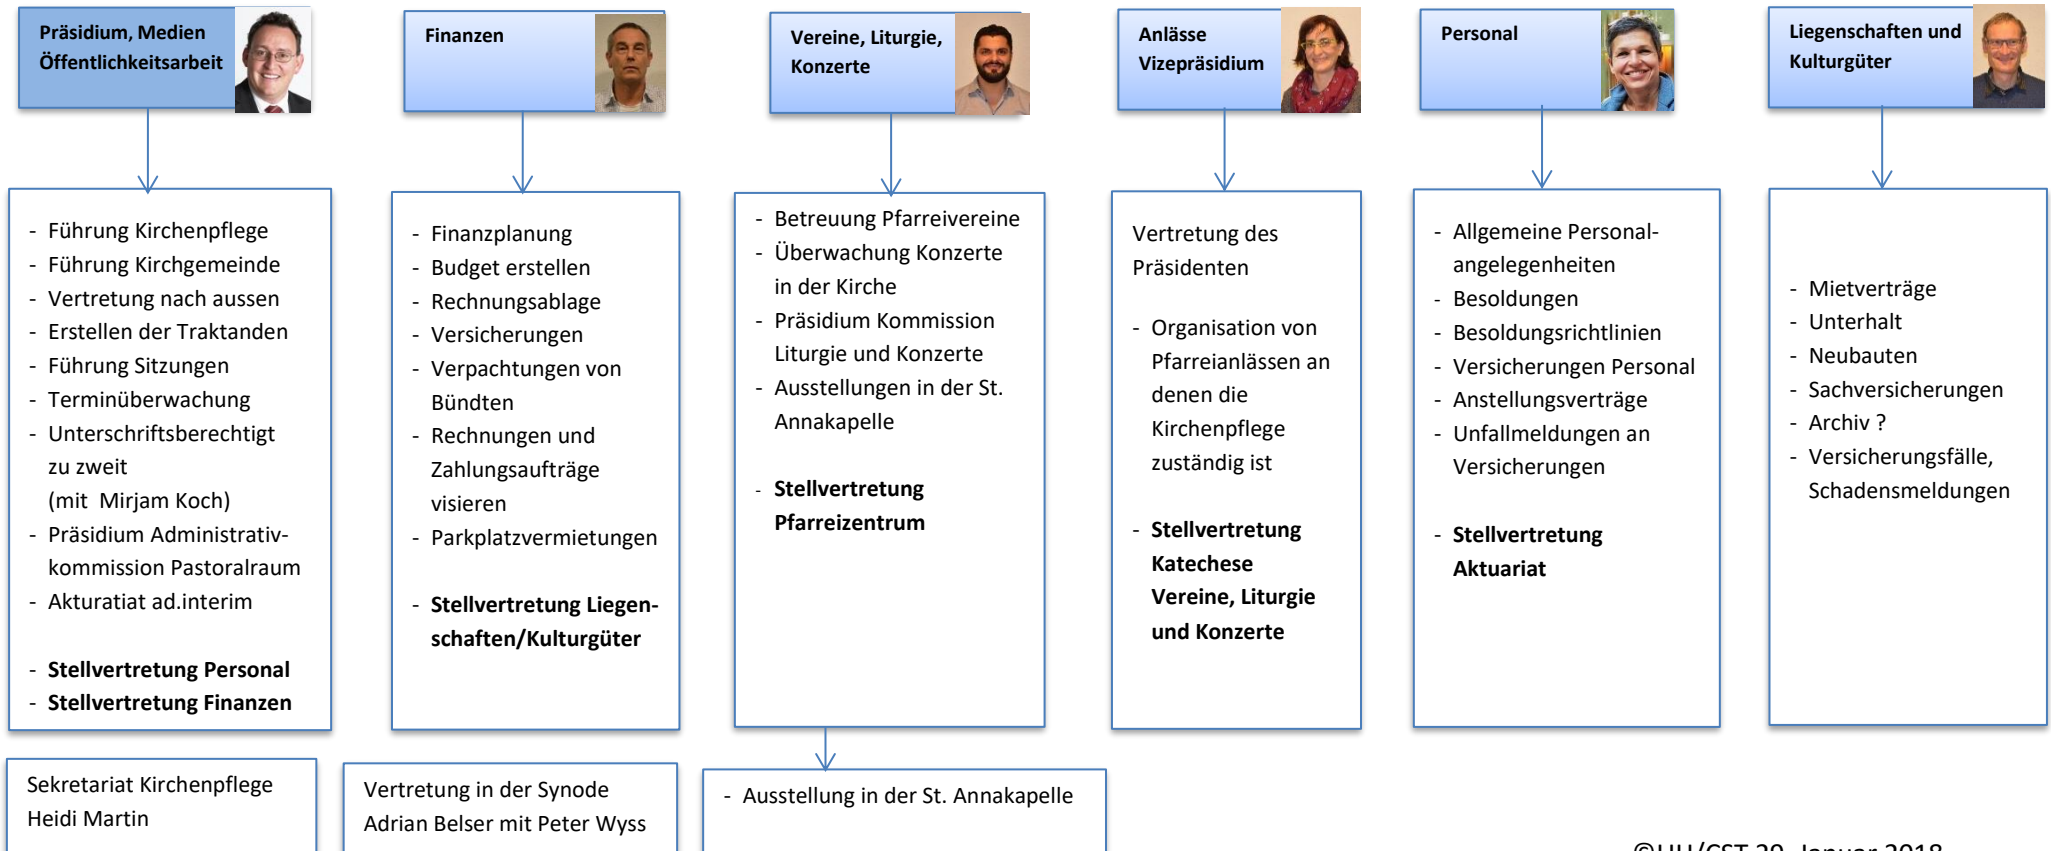 Präsidium, Medien
Öffentlichkeitsarbeit
Finanzen
Vereine, Liturgie,
Konzerte
Anlässe
Vizepräsidium
Personal
Liegenschaften und
Kulturgüter
- Führung Kirchenpflege
- Führung Kirchgemeinde
- Vertretung nach aussen
- Erstellen der Traktanden
- Führung Sitzungen
- Terminüberwachung
- Unterschriftsberechtigt
zu zweit
(mit Mirjam Koch)
- Präsidium Administrativ-
kommission Pastoralraum
- Akturatiat ad.interim
- Stellvertretung Personal
- Stellvertretung Finanzen
- Finanzplanung
- Budget erstellen
- Rechnungsablage
- Versicherungen
- Verpachtungen von
Bündten
- Rechnungen und
Zahlungsaufträge
visieren
- Parkplatzvermietungen
- Stellvertretung Liegen-
schaften/Kulturgüter
- Betreuung Pfarreivereine
- Überwachung Konzerte
in der Kirche
- Präsidium Kommission
Liturgie und Konzerte
- Ausstellungen in der St.
Annakapelle
- Stellvertretung
Pfarreizentrum
Vertretung des
Präsidenten
- Organisation von
Pfarreianlässen an
denen die
Kirchenpflege
zuständig ist
- Stellvertretung
Katechese
Vereine, Liturgie
und Konzerte
- Allgemeine Personal-
angelegenheiten
- Besoldungen
- Besoldungsrichtlinien
- Versicherungen Personal
- Anstellungsverträge
- Unfallmeldungen an
Versicherungen
- Stellvertretung
Aktuariat
- Mietverträge
- Unterhalt
- Neubauten
- Sachversicherungen
- Archiv ?
- Versicherungsfälle,
Schadensmeldungen
Sekretariat Kirchenpflege
Heidi Martin
Vertretung in der Synode
Adrian Belser mit Peter Wyss
- Ausstellung in der St. Annakapelle
29. Januar 2018